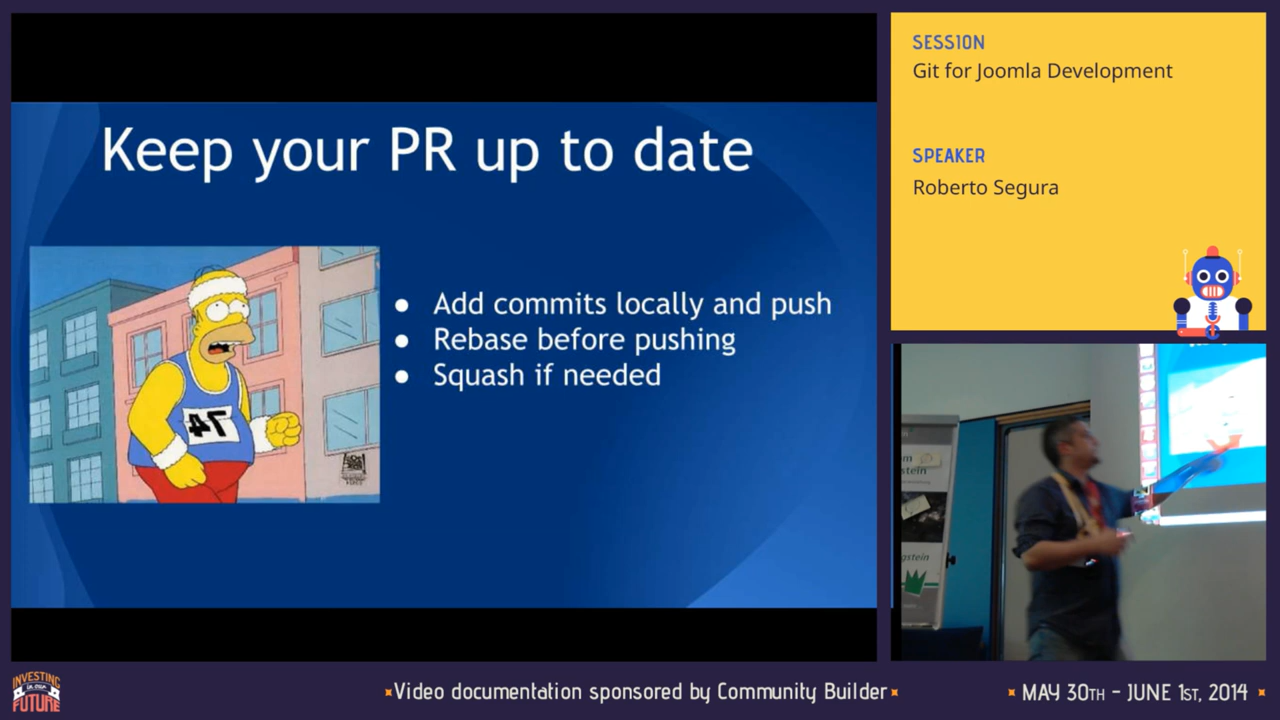 Keep your PR up to date
● Add commits locally and push
● Rebase before pushing
● Squash if needed
74
SESSION
Git for Joomla Development
SPEAKER
Roberto Segura
INVESTING
IN OUR
FUTURE
Video documentation sponsored by Community Builder
MAY 30TH - JUNE 1ST, 2014